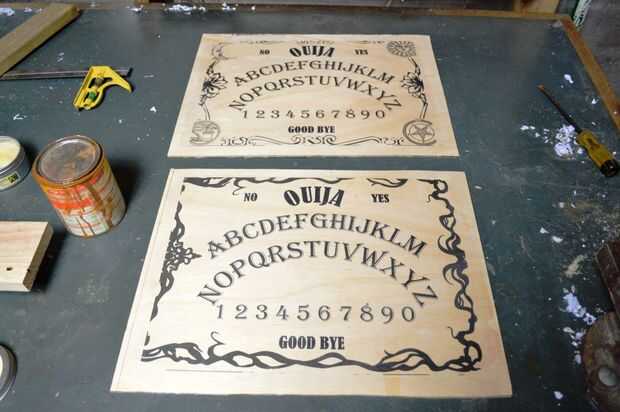 NO OUIJA YES
ABCDEFGHIJKLM
NOPQRSTUVWXYZ
1234567890
GOOD BYE
NO OUIJA YES
ABCDEFGHIJKLM
NOPQRSTUVWXYZ
1234567890
GOOD BYE